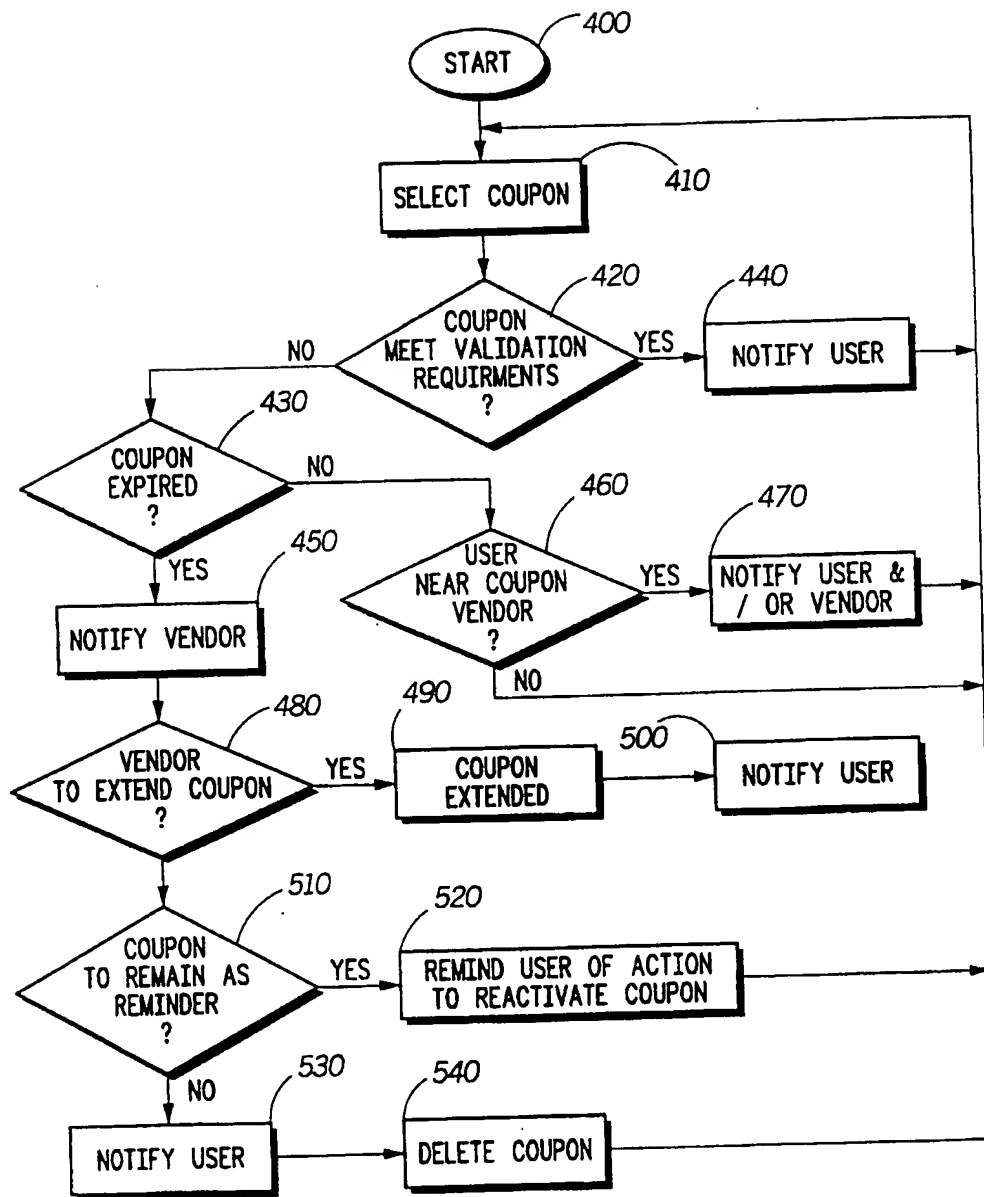 400
START
410
SELECT COUPON
420
COUPON
MEET VALIDATION
REQUIRMENTS
?
YES
440
NOTIFY USER
NO
430
COUPON
EXPIRED
?
NO
YES
450
NOTIFY VENDOR
460
USER
NEAR COUPON
VENDOR
?
YES
470
NOTIFY USER &
/ OR VENDOR
NO
480
VENDOR
TO EXTEND COUPON
?
YES
490
COUPON
EXTENDED
500
NOTIFY USER
510
COUPON
TO REMAIN AS
REMINDER
?
YES
520
REMIND USER OF ACTION
TO REACTIVATE COUPON
NO
530
NOTIFY USER
540
DELETE COUPON